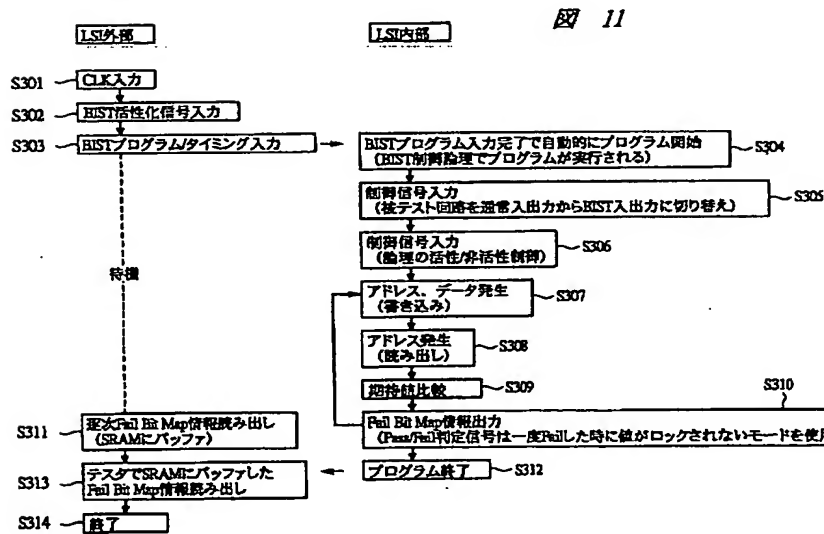 図 11
LSI外部
LSI内部
S301
CLK入力
S302
BIST活性化信号入力
S303
BISTプログラム/タイミング入力
BISTプログラム入力完了で自動的にプログラム開始
(BIST制御論理でプログラムが実行される)
S304
制御信号入力
(被テスト回路を通常入出力からBIST入出力に切り替え)
S305
制御信号入力
(論理の活性/非活性制御)
S306
待機
アドレス、データ発生
(書き込み)
S307
アドレス発生
(読み出し)
S308
期待値比較
S309
S310
S311
逐次Fail Bit Map情報読み出し
(SRAMにバッファ)
Fail Bit Map情報出力
(Pass/Fail判定信号は一度Failした時に値がロックされないモードを使用
S313
テスタでSRAMにバッファした
Fail Bit Map情報読み出し
プログラム終了
S312
S314
終了